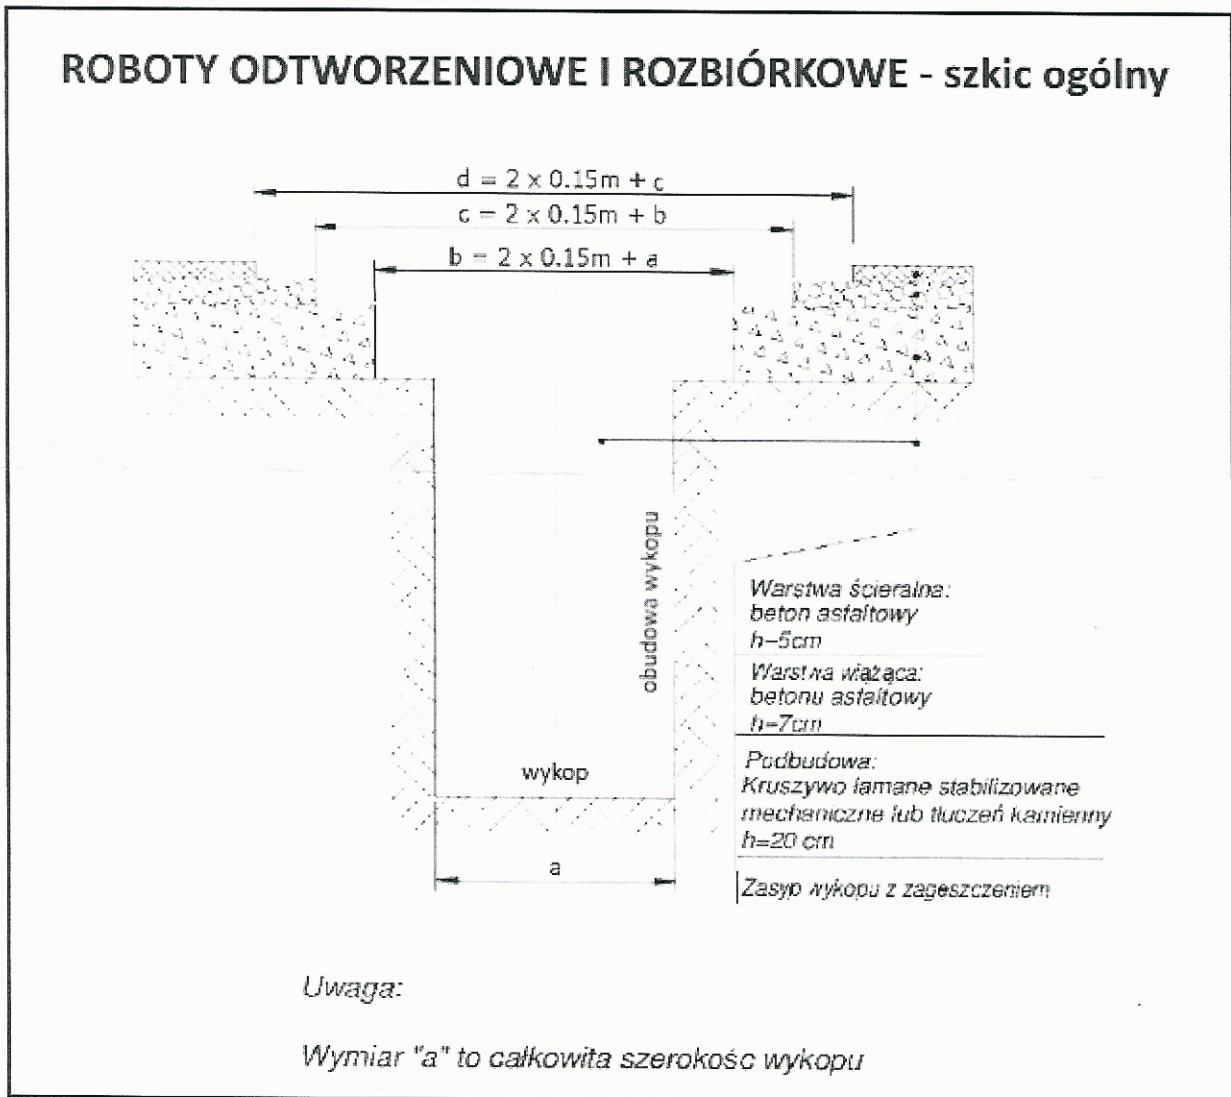 ROBOTY ODTWORZENIOWE I ROZBIÓRKOWE - szkic ogólny
d = 2 x 0.15m + c
c = 2 x 0.15m + b
b = 2 x 0.15m + a
obudowa wykopu
Warstwa ścieralna:
beton asfaltowy
h=5cm
Warstwa wiążąca:
betonu asfaltowy
h=7cm
wykop
Podbudowa:
Kruszywo łamane stabilizowane
mechaniczne lub tłuczeń kamienny
h=20 cm
a
Zasyp wykopu z zagęszczeniem
Uwaga:
Wymiar "a" to całkowita szerokośc wykopu